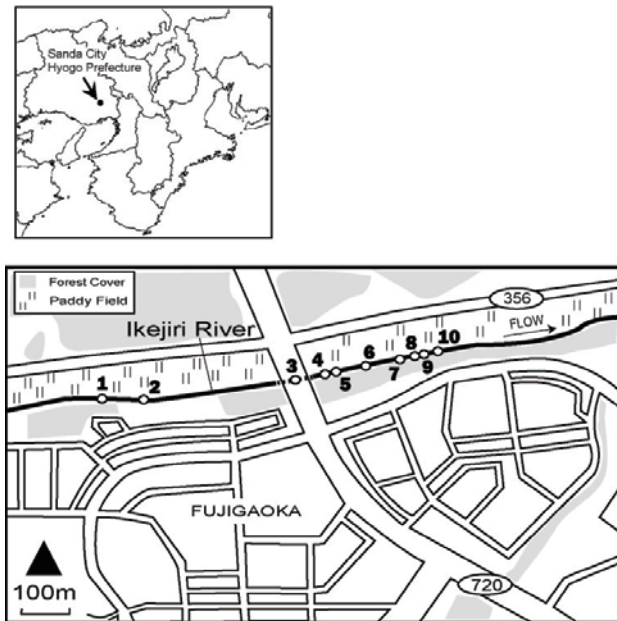 Sanda City
Hyogo Prefecture
Forest Cover
Paddy Field
356
FLOW
Ikejiri River
1
2
3
4
5
6
7
8
9
10
FUJIGAOKA
720
100m